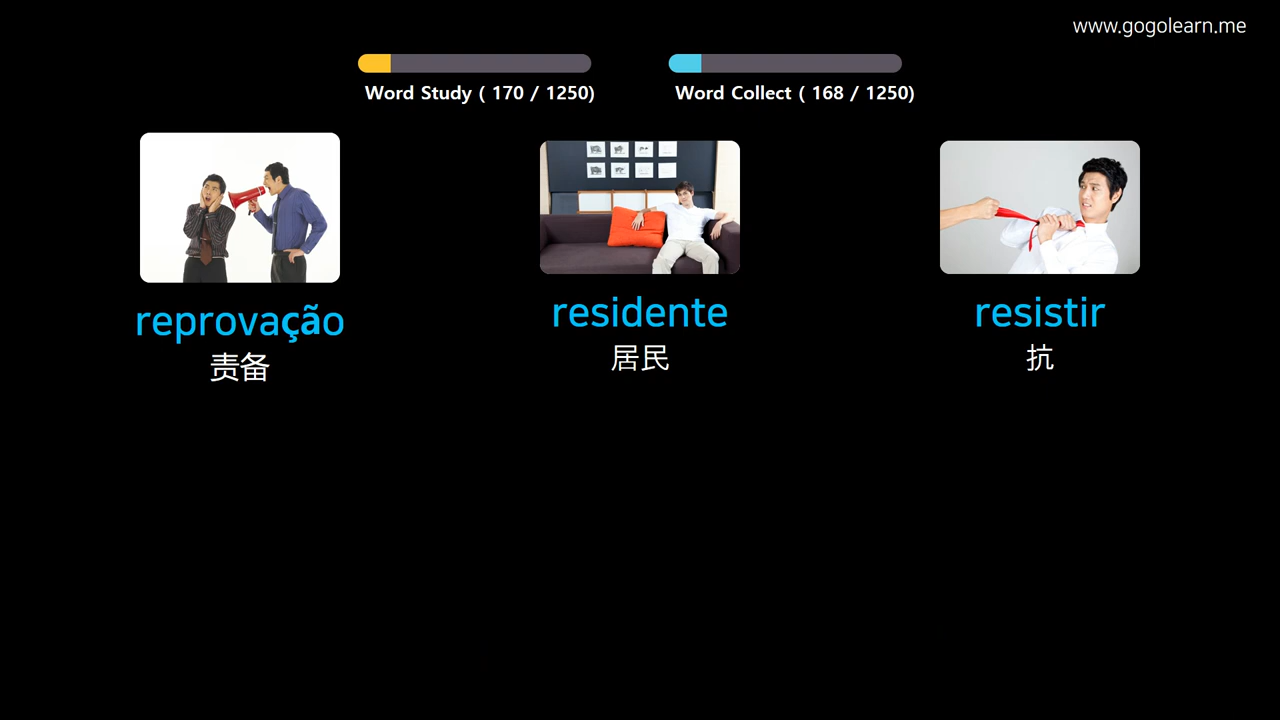 www.gogolearn.me
Word Study ( 170 / 1250)
Word Collect ( 168 / 1250)
reprovação
责备
residente
居民
resistir
抗